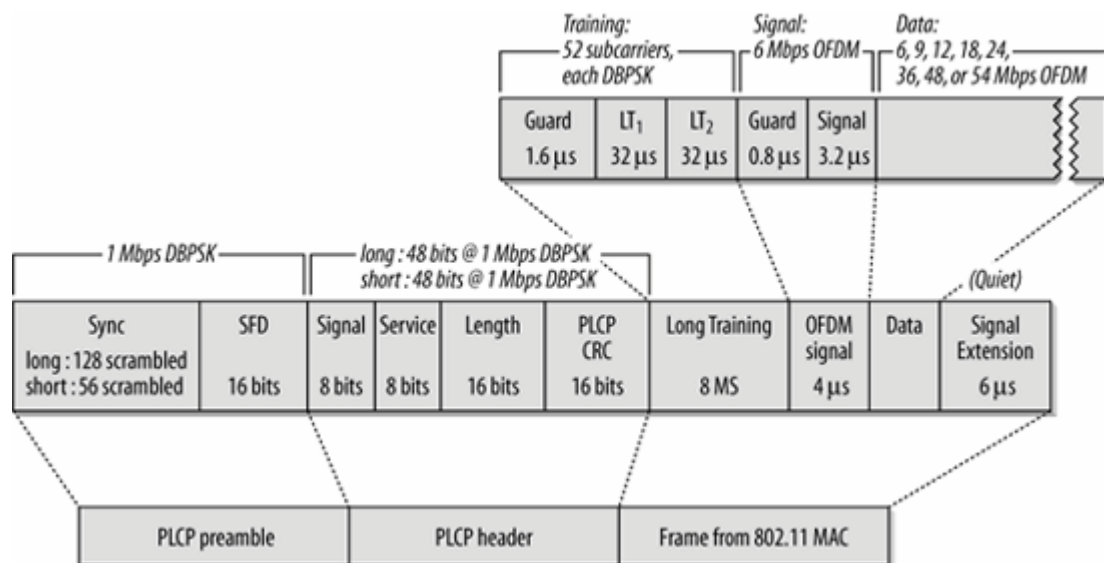 Training:
52 subcarriers,
each DBPSK
Signal:
6 Mbps OFDM
Data:
6, 9, 12, 18, 24,
36, 48, or 54 Mbps OFDM
Guard
1.6 μs
LT₁
32 μs
LT₂
32 μs
Guard
0.8 μs
Signal
3.2 μs
1 Mbps DBPSK
long : 48 bits @ 1 Mbps DBPSK
short : 48 bits @ 1 Mbps DBPSK
(Quiet)
Sync
long : 128 scrambled
short : 56 scrambled
SFD
16 bits
Signal
8 bits
Service
8 bits
Length
16 bits
PLCP
CRC
16 bits
Long Training
8 MS
OFDM
signal
4 μs
Data
Signal
Extension
6 μs
PLCP preamble
PLCP header
Frame from 802.11 MAC